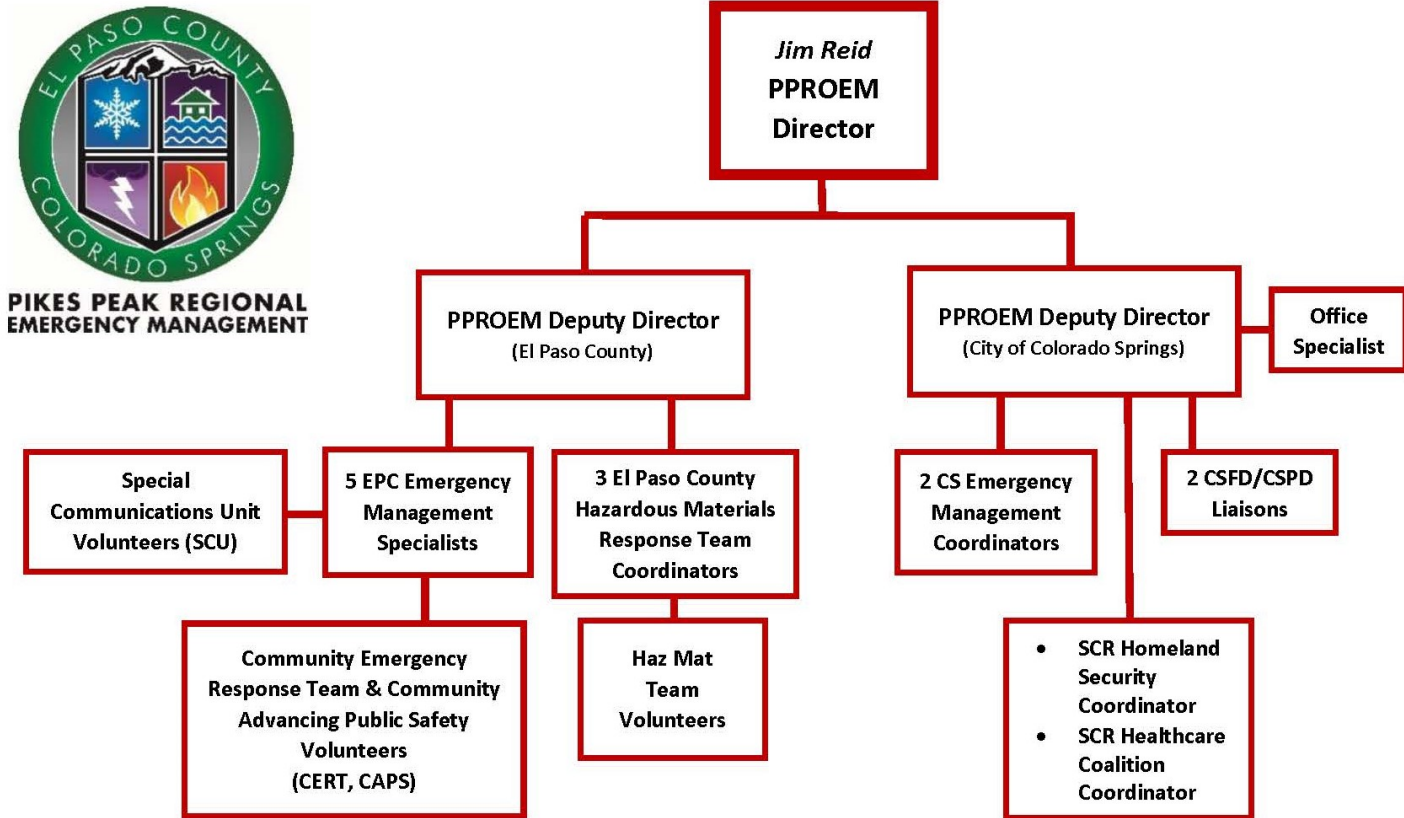 EL PASO COUNTY
COLORADO SPRINGS
PIKES PEAK REGIONAL
EMERGENCY MANAGEMENT
Jim Reid
PPROEM
Director
PPROEM Deputy Director
(El Paso County)
PPROEM Deputy Director
(City of Colorado Springs)
Office
Specialist
Special
Communications Unit
Volunteers (SCU)
5 EPC Emergency
Management
Specialists
3 El Paso County
Hazardous Materials
Response Team
Coordinators
2 CS Emergency
Management
Coordinators
2 CSFD/CSPD
Liaisons
Community Emergency
Response Team & Community
Advancing Public Safety
Volunteers
(CERT, CAPS)
Haz Mat
Team
Volunteers
• SCR Homeland
Security
Coordinator
• SCR Healthcare
Coalition
Coordinator